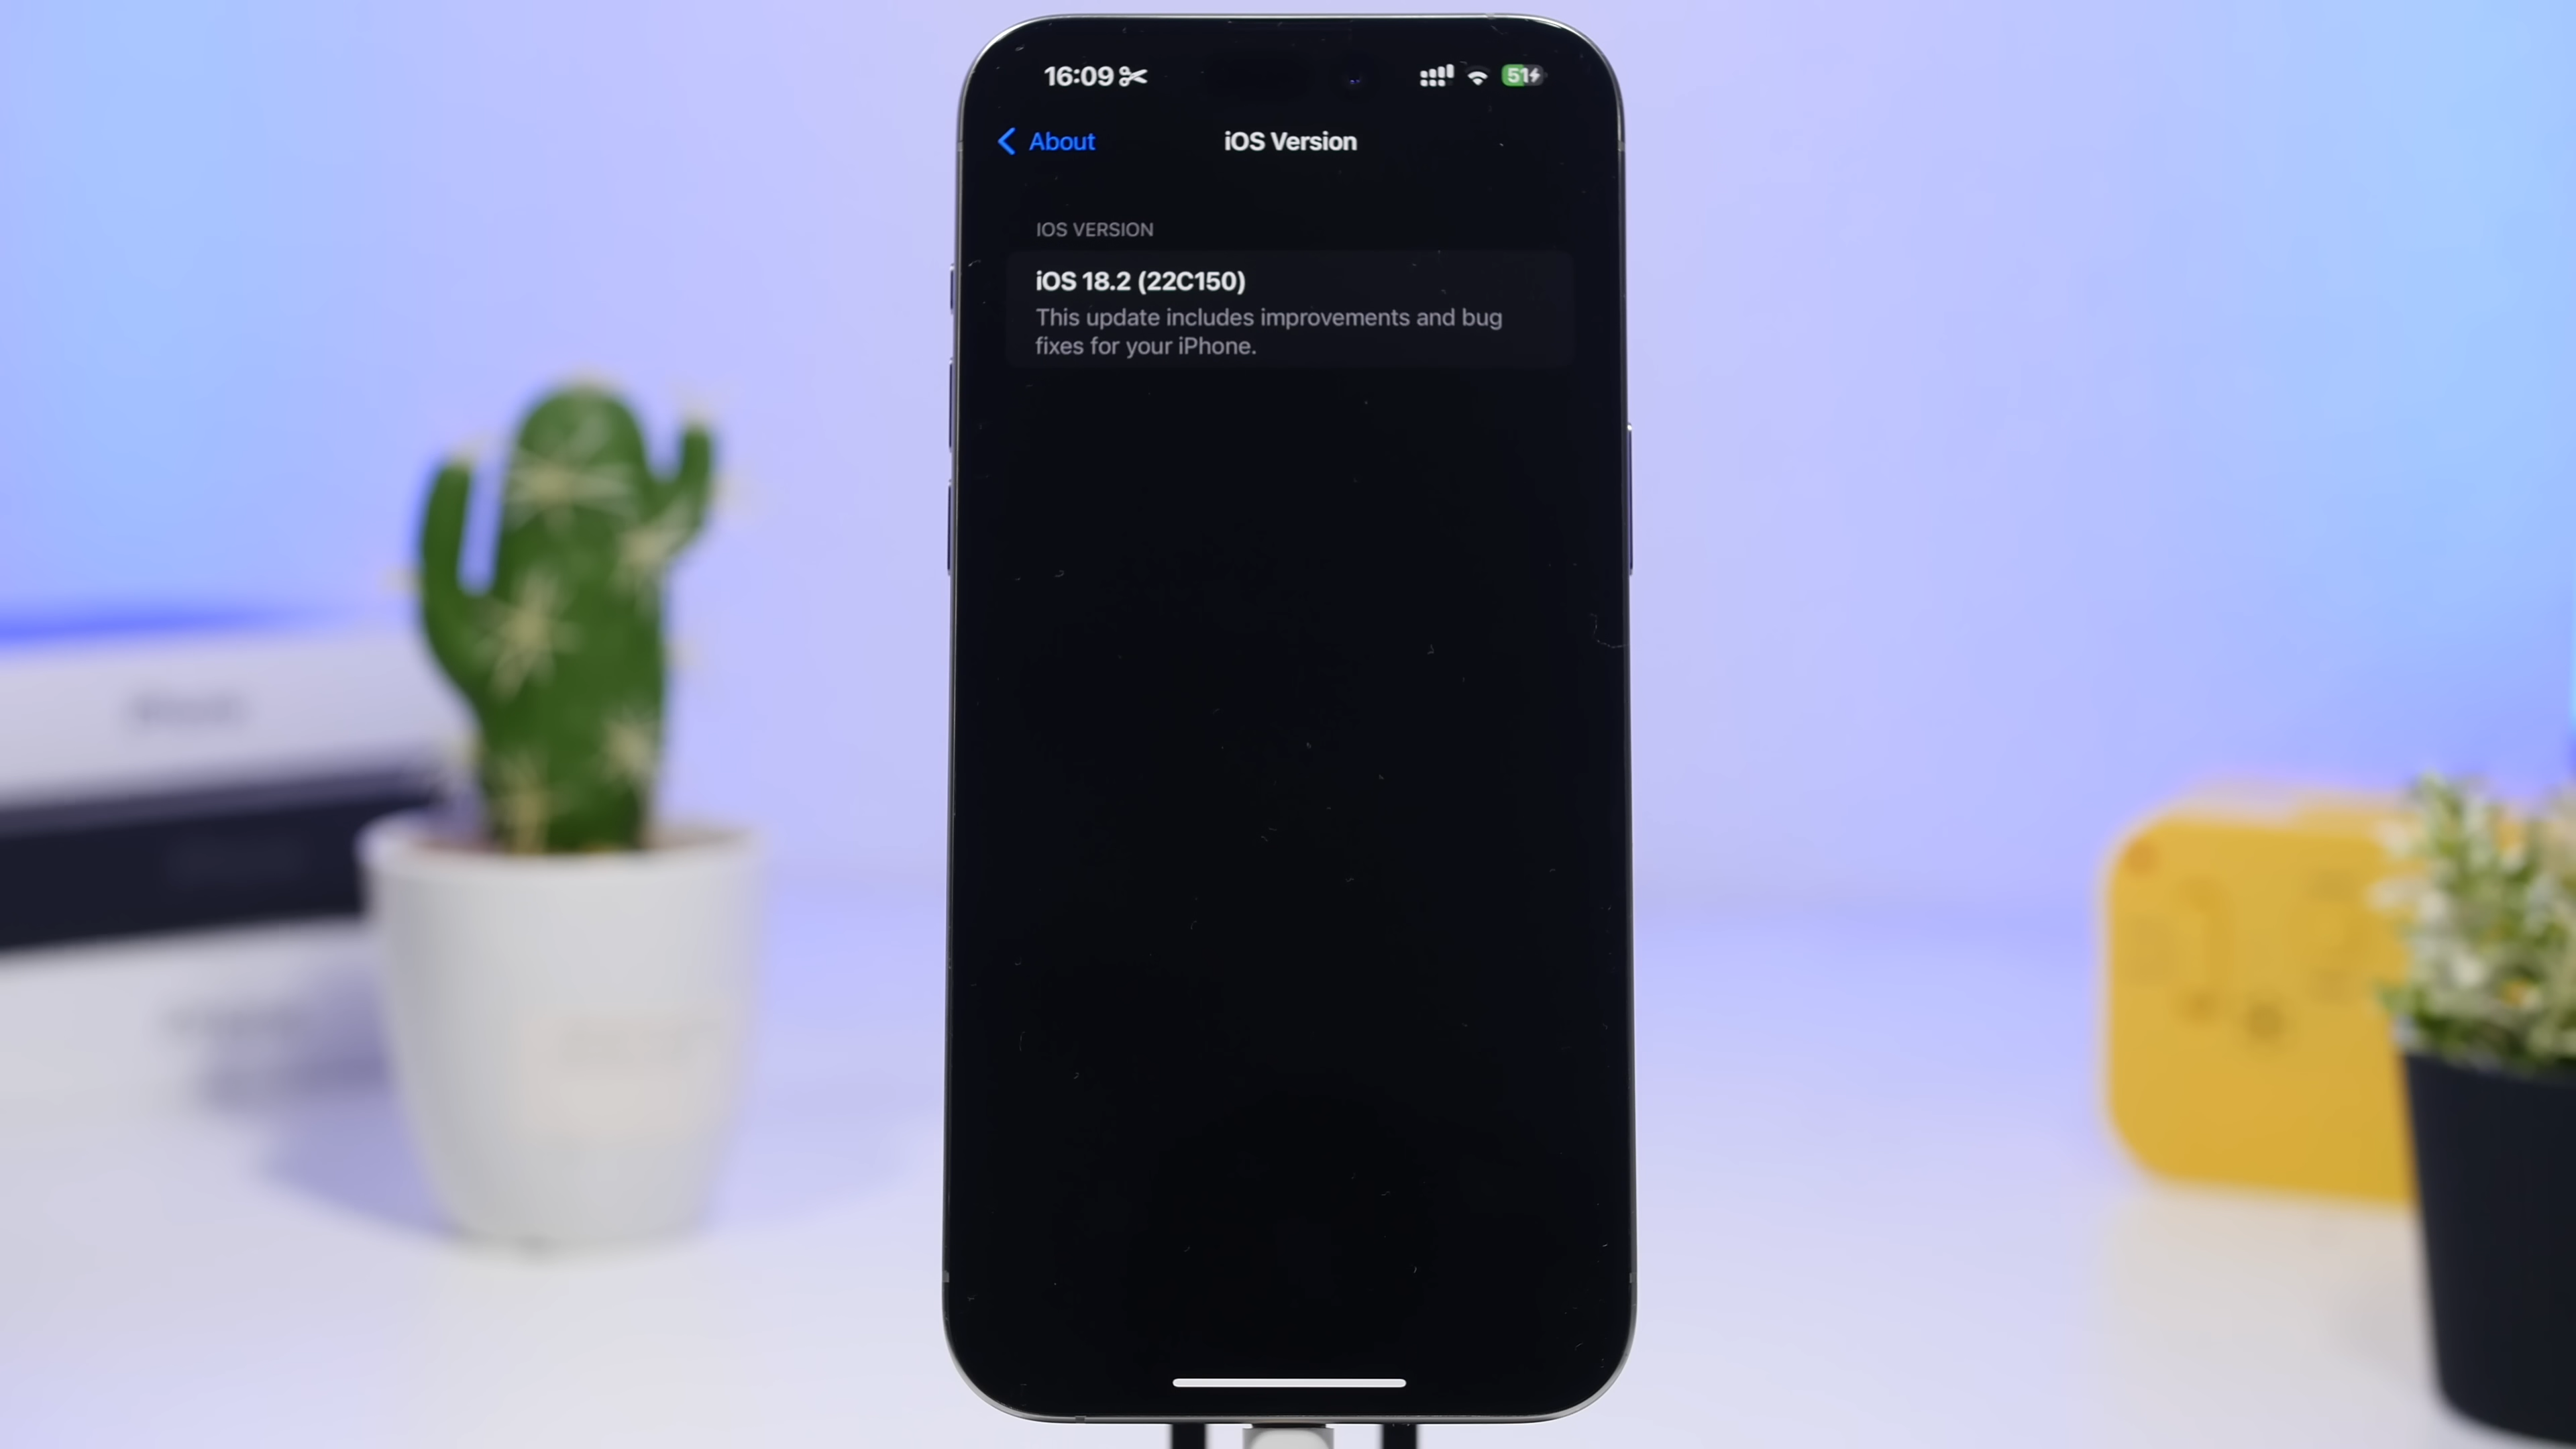 16:09
51
About
iOS Version
IOS VERSION
iOS 18.2 (22C150)
This update includes improvements and bug
fixes for your iPhone.